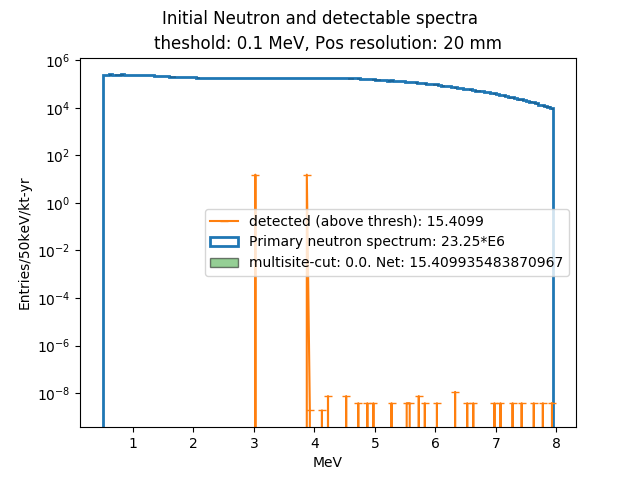 Initial Neutron and detectable spectra
theshold: 0.1 MeV, Pos resolution: 20 mm
Entries/50keV/kt-yr
10^6
10^4
10^2
10^0
10^−2
10^−4
10^−6
10^−8
detected (above thresh): 15.4099
Primary neutron spectrum: 23.25*E6
multisite-cut: 0.0. Net: 15.409935483870967
1 2 3 4 5 6 7 8
MeV